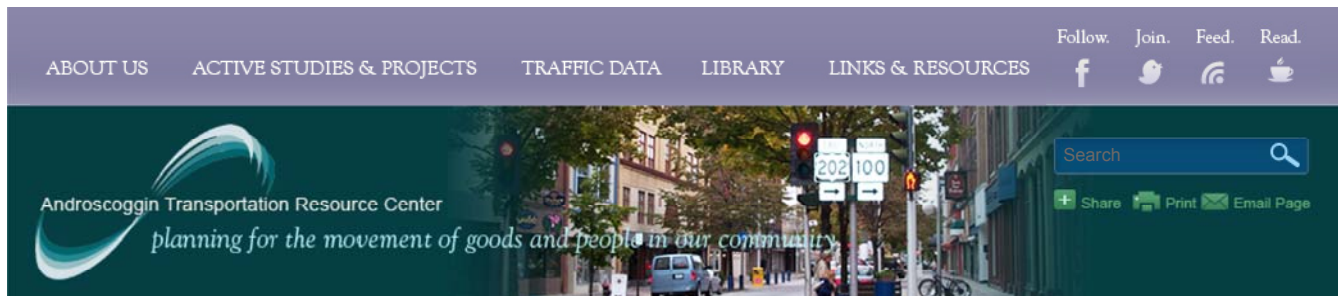 Follow. Join. Feed. Read.
ABOUT US ACTIVE STUDIES & PROJECTS TRAFFIC DATA LIBRARY LINKS & RESOURCES
Search
202 NORTH 100
Share Print Email Page
Androscoggin Transportation Resource Center
planning for the movement of goods and people in our community